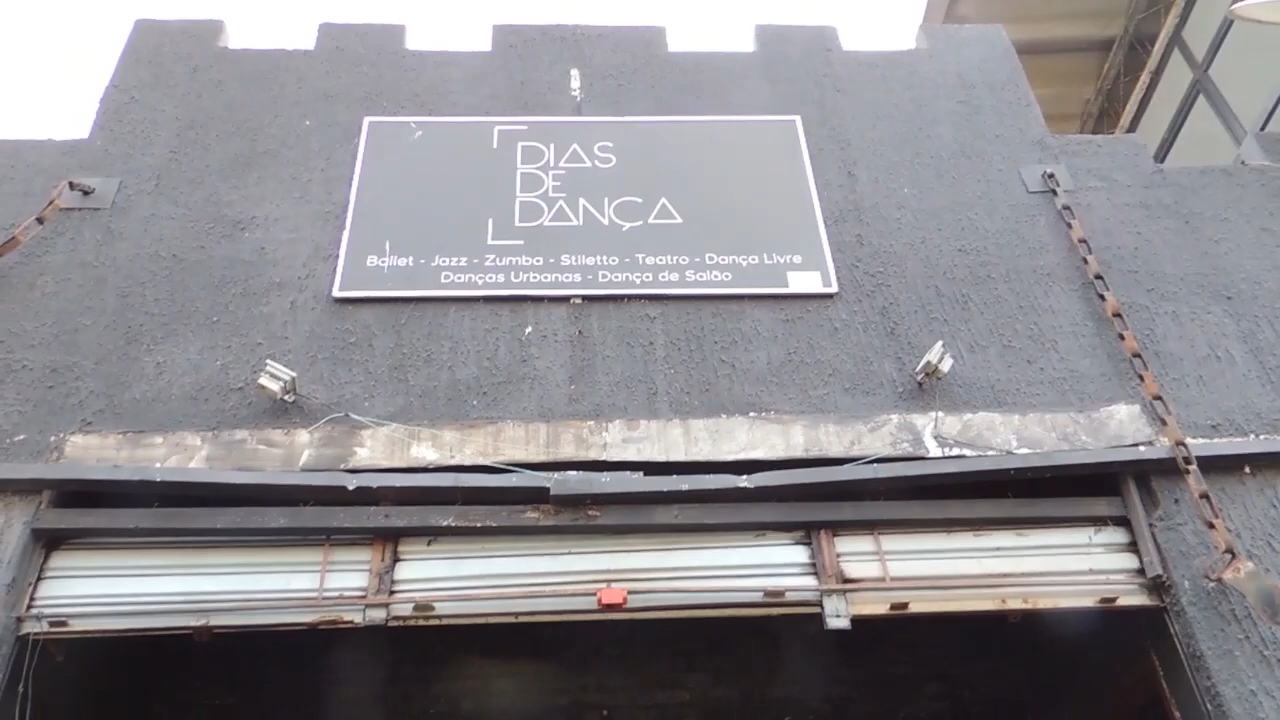 DIAS
DE
DANÇA
Ballet - Jazz - Zumba - Stiletto - Teatro - Dança Livre
Danças Urbanas - Dança de Salão